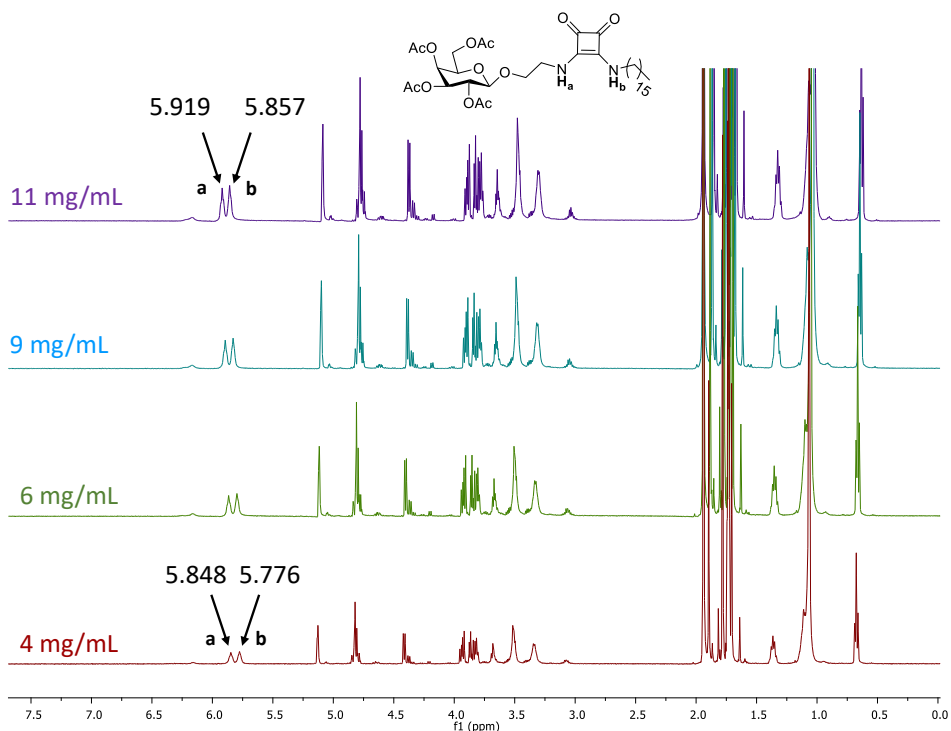 O O
AcO OAc
O
AcO O N N
H a H b 15
OAc
5.919 5.857
a b
11 mg/mL
9 mg/mL
6 mg/mL
5.848 5.776
a b
4 mg/mL
7.5 7.0 6.5 6.0 5.5 5.0 4.5 4.0 3.5 3.0 2.5 2.0 1.5 1.0 0.5 0.0
f1 (ppm)